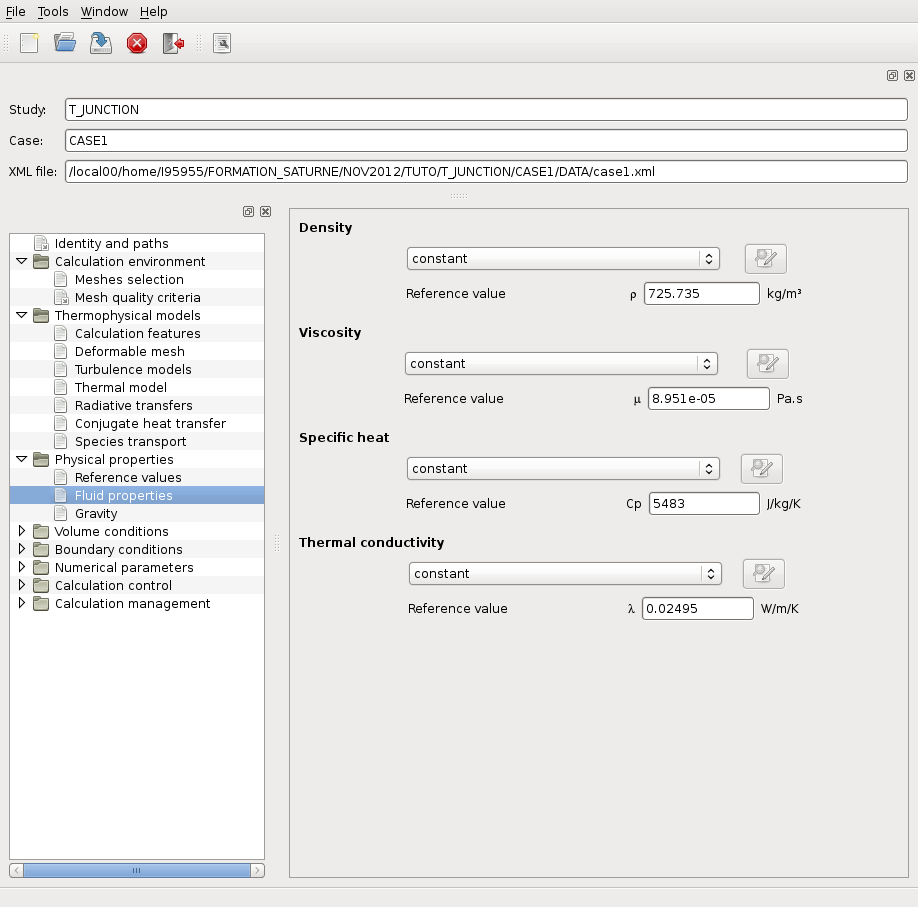 File Tools Window Help
Study: T_JUNCTION
Case: CASE1
XML file: /local00/home/I95955/FORMATION_SATURNE/NOV2012/TUTO/T_JUNCTION/CASE1/DATA/case1.xml
Identity and paths
Calculation environment
Meshes selection
Mesh quality criteria
Thermophysical models
Calculation features
Deformable mesh
Turbulence models
Thermal model
Radiative transfers
Conjugate heat transfer
Species transport
Physical properties
Reference values
Fluid properties
Gravity
Volume conditions
Boundary conditions
Numerical parameters
Calculation control
Calculation management
Density
constant
Reference value ρ 725.735 kg/m³
Viscosity
constant
Reference value µ 8.951e-05 Pa.s
Specific heat
constant
Reference value Cp 5483 J/kg/K
Thermal conductivity
constant
Reference value λ 0.02495 W/m/K